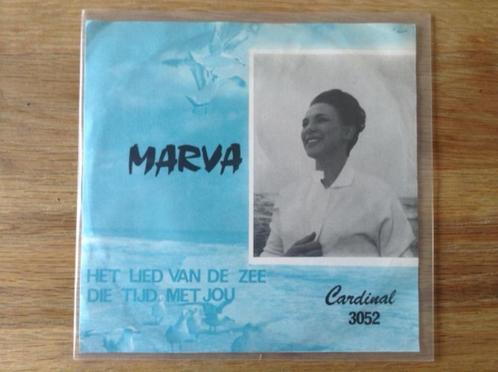 MARVA
HET LIED VAN DE ZEE
DIE TIJD MET JOU
Cardinal
3052